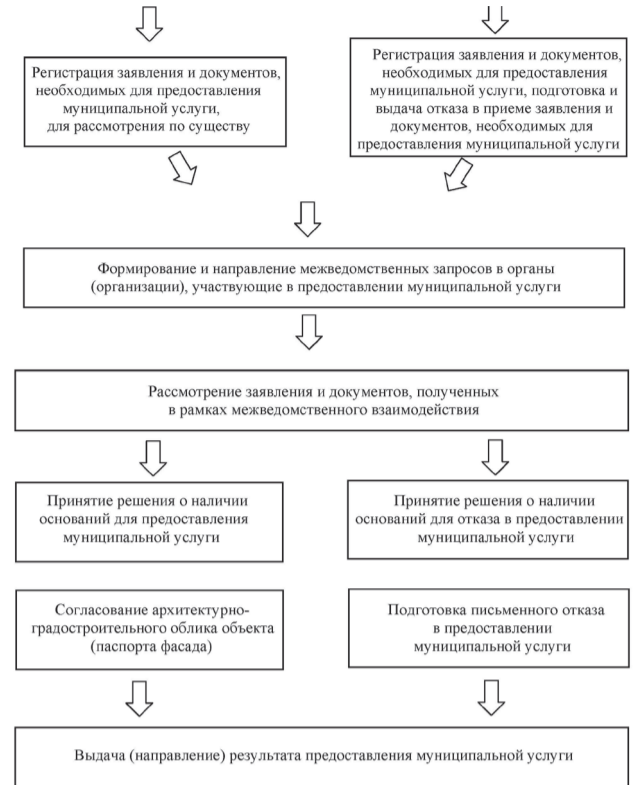 Регистрация заявления и документов,
необходимых для предоставления
муниципальной услуги,
для рассмотрения по существу
Регистрация заявления и документов,
необходимых для предоставления
муниципальной услуги, подготовка и
выдача отказа в приеме заявления и
документов, необходимых для
предоставления муниципальной услуги
Формирование и направление межведомственных запросов в органы
(организации), участвующие в предоставлении муниципальной услуги
Рассмотрение заявления и документов, полученных
в рамках межведомственного взаимодействия
Принятие решения о наличии
оснований для предоставления
муниципальной услуги
Принятие решения о наличии
оснований для отказа в предоставлении
муниципальной услуги
Согласование архитектурно-
градостроительного облика объекта
(паспорта фасада)
Подготовка письменного отказа
в предоставлении
муниципальной услуги
Выдача (направление) результата предоставления муниципальной услуги